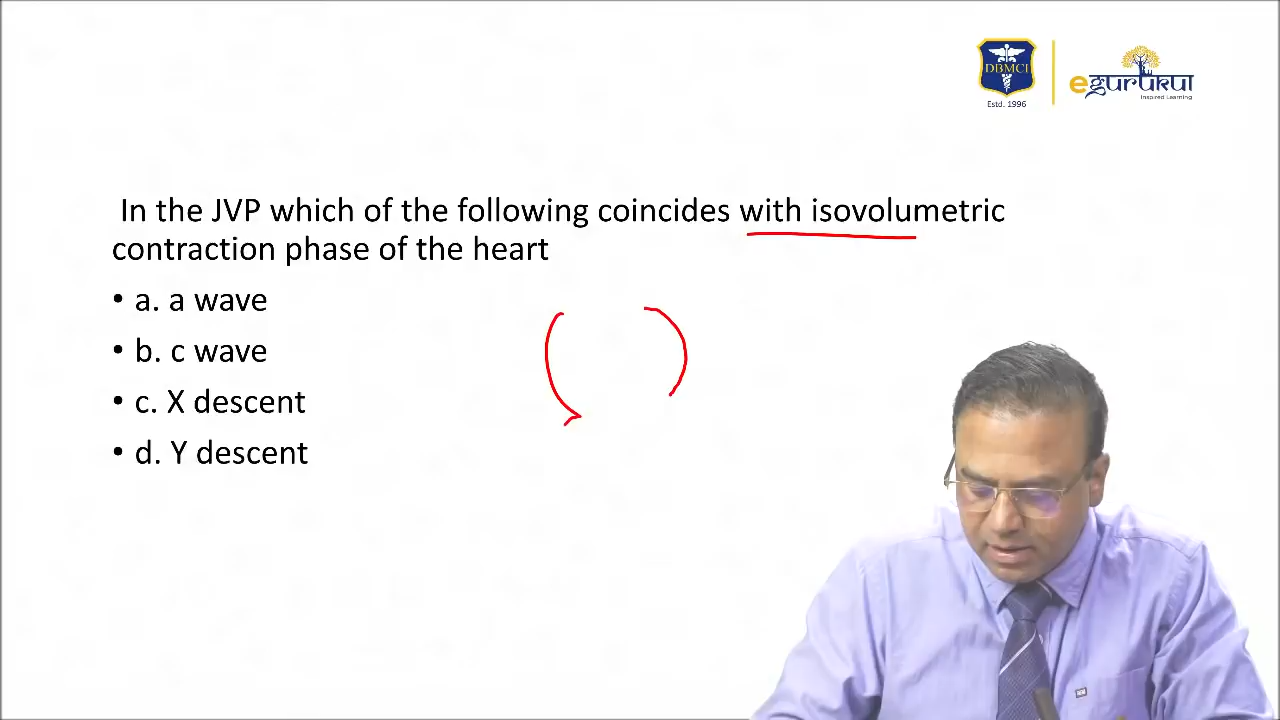 DBMCI
Estd. 1996
egurukul
Inspired Learning
In the JVP which of the following coincides with isovolumetric
contraction phase of the heart
• a. a wave
• b. c wave
• c. X descent
• d. Y descent